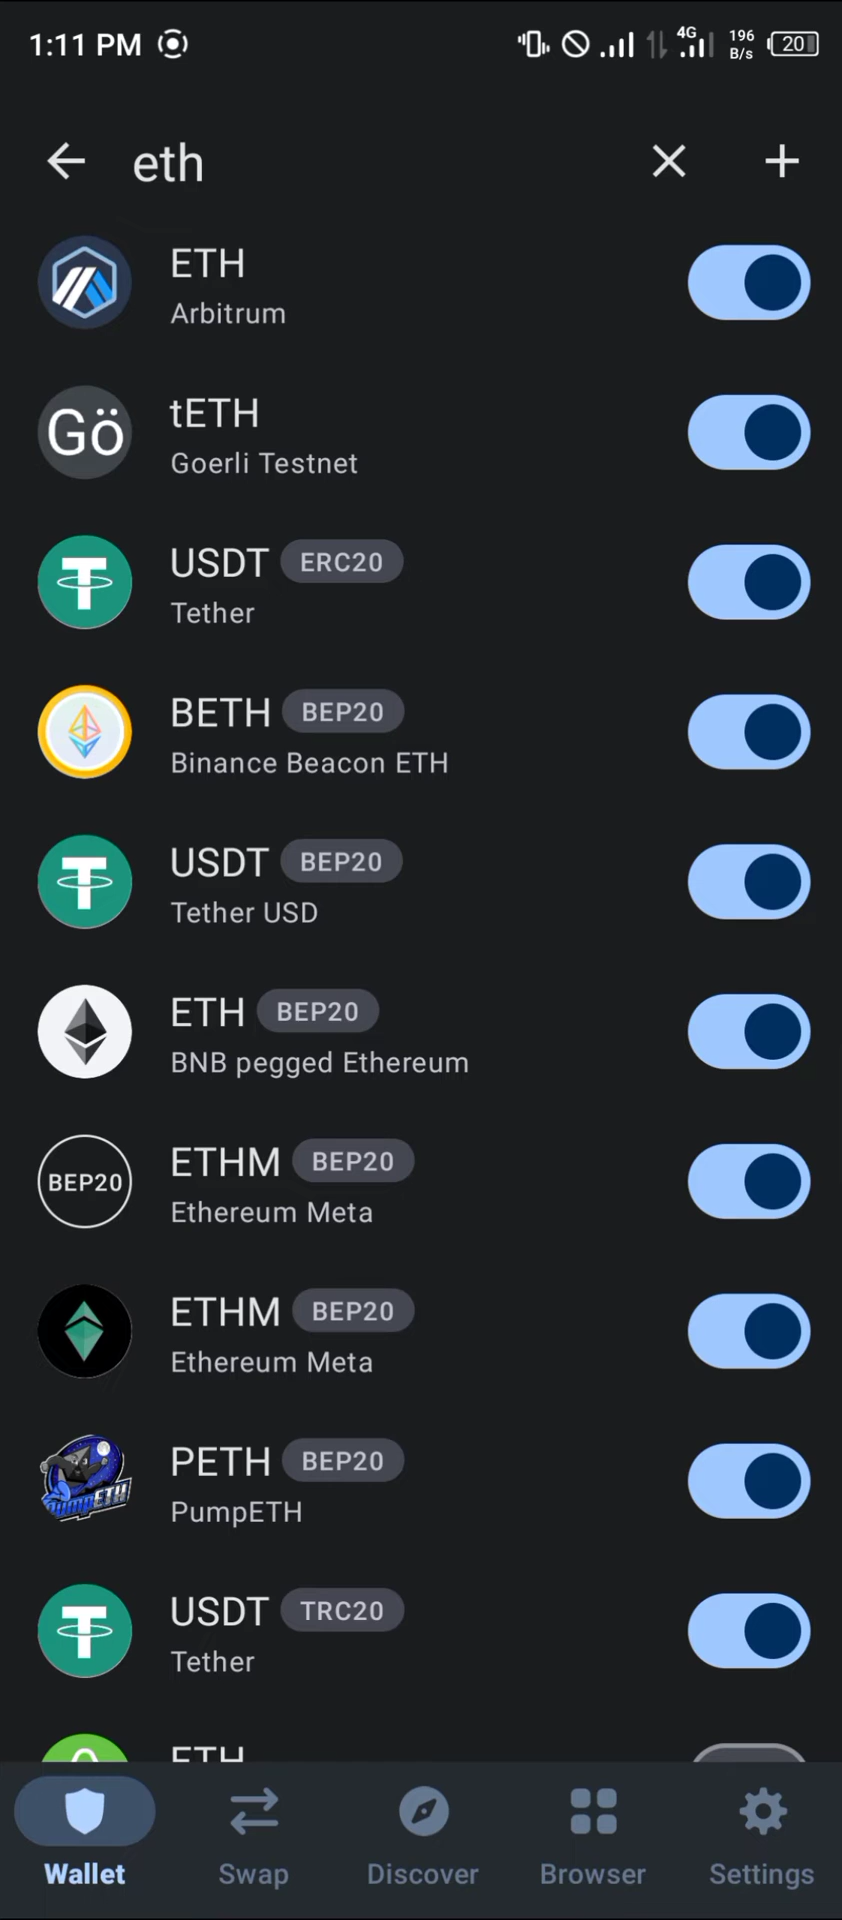 1:11 PM
4G
196
B/s
20
eth
ETH
Arbitrum
Gö
tETH
Goerli Testnet
USDT ERC20
Tether
BETH BEP20
Binance Beacon ETH
USDT BEP20
Tether USD
ETH BEP20
BNB pegged Ethereum
BEP20
ETHM BEP20
Ethereum Meta
ETHM BEP20
Ethereum Meta
PETH BEP20
PumpETH
USDT TRC20
Tether
ETH
Wallet
Swap
Discover
Browser
Settings